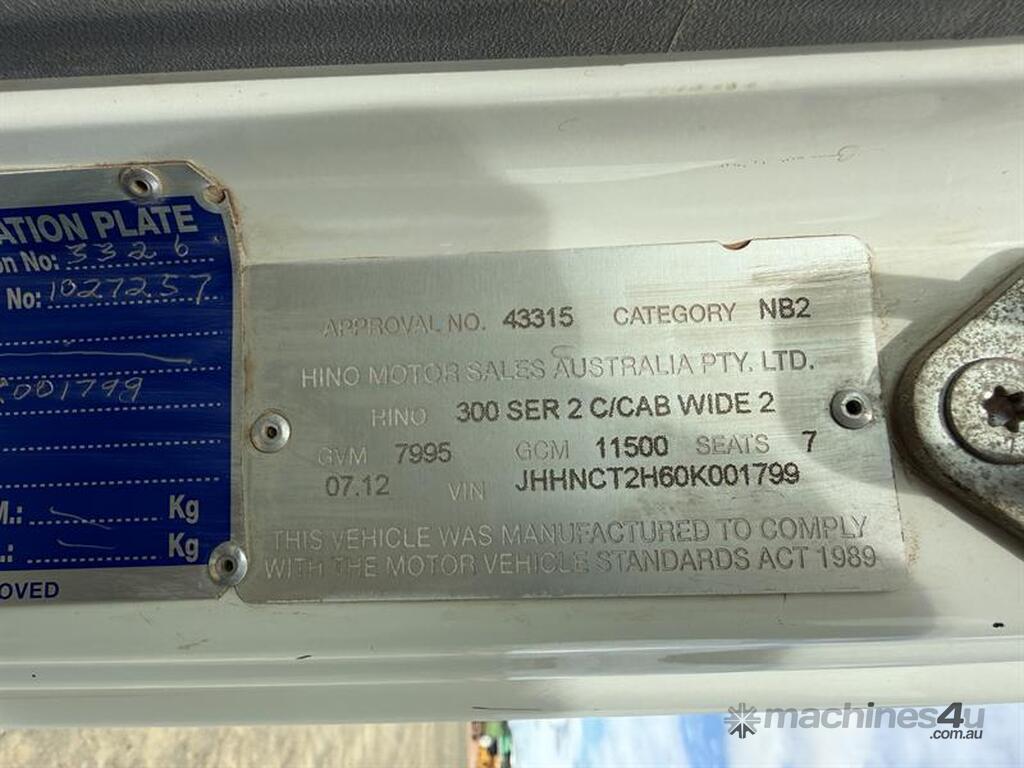 ATION PLATE
on No: 3326
No: 1027257
001799
M.: Kg
.: Kg
OVED
APPROVAL NO. 43315 CATEGORY NB2
HINO MOTOR SALES AUSTRALIA PTY. LTD.
HINO 300 SER 2 C/CAB WIDE 2
GVM 7995 GCM 11500 SEATS 7
07.12 VIN JHHNCT2H60K001799
THIS VEHICLE WAS MANUFACTURED TO COMPLY
WITH THE MOTOR VEHICLE STANDARDS ACT 1989
machines4u
.com.au